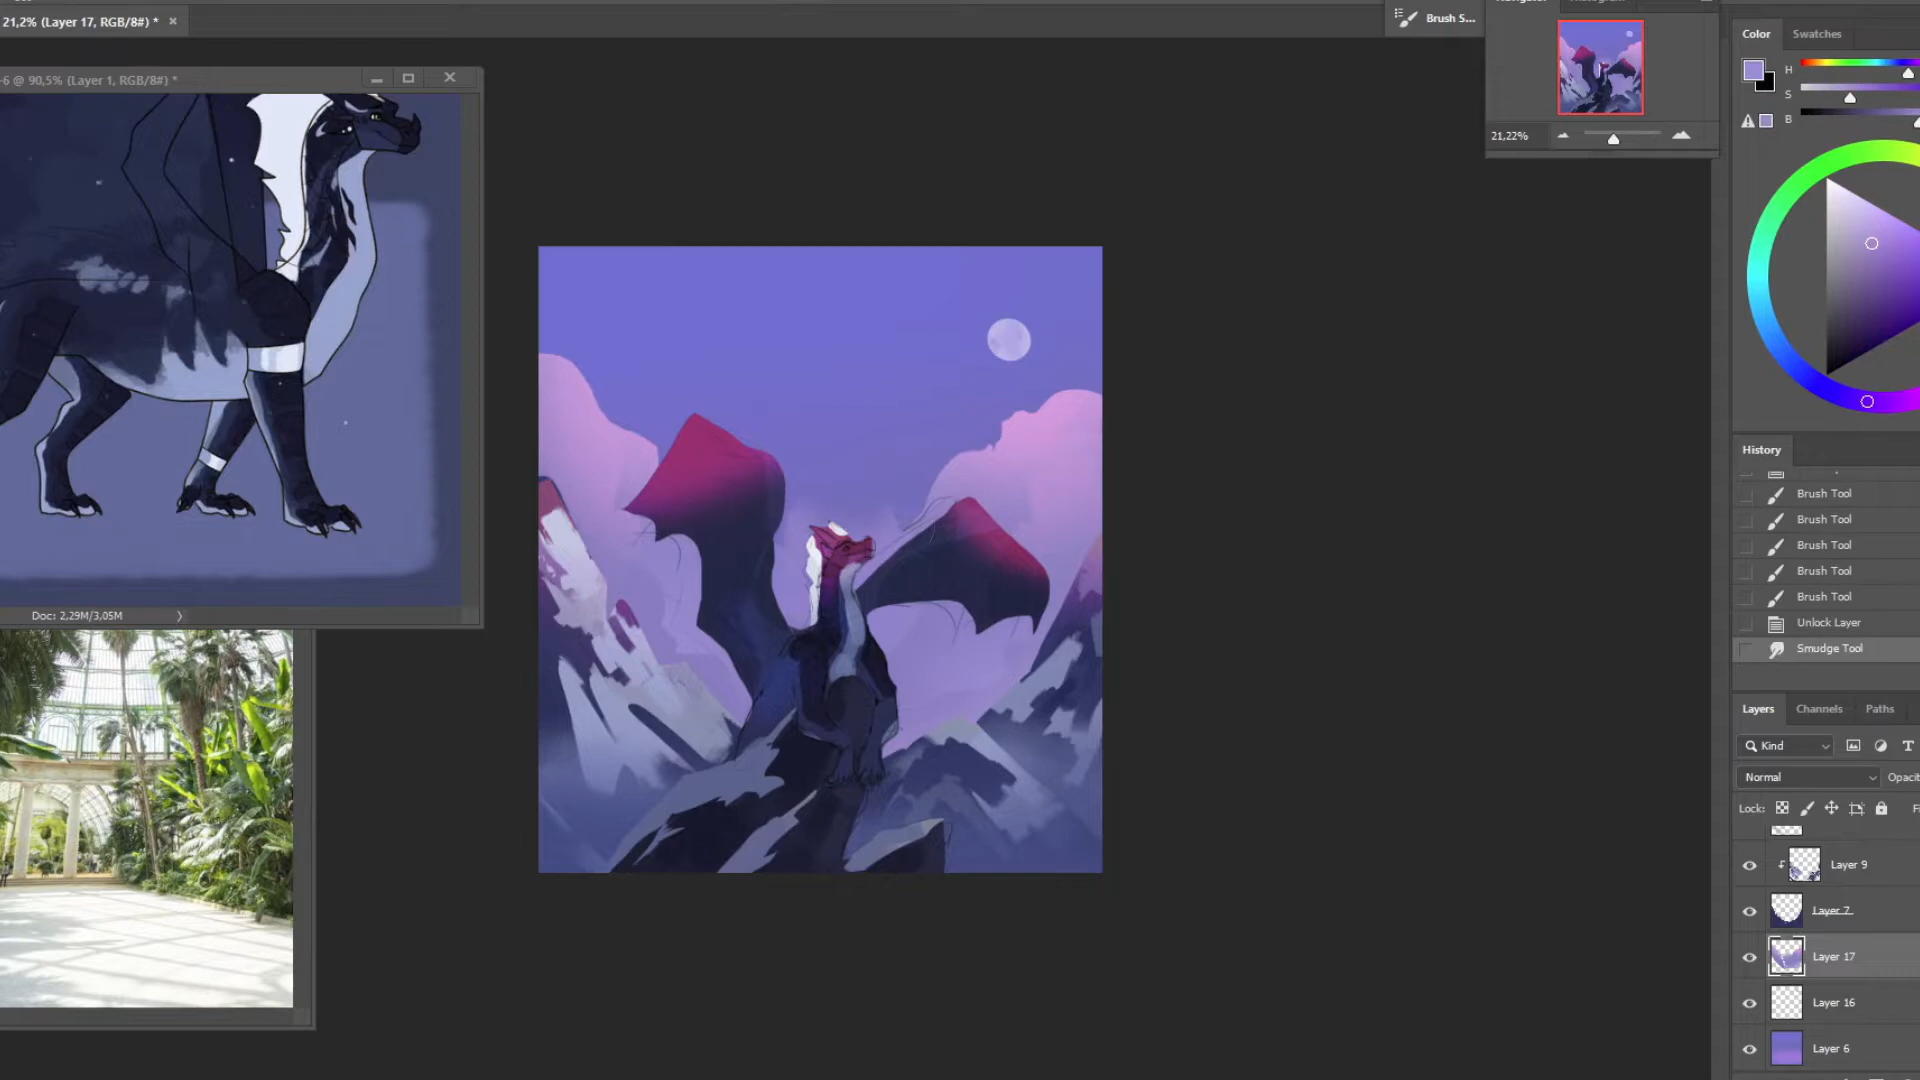 21,2% (Layer 17, RGB/8#) *
-6 @ 90,5% (Layer 1, RGB/8#) *
Doc: 2,29M/3,05M
Brush S...
21,22%
Color
Swatches
H
S
B
History
Brush Tool
Brush Tool
Brush Tool
Brush Tool
Brush Tool
Unlock Layer
Smudge Tool
Layers
Channels
Paths
Kind
Normal
Opacit
Lock:
Layer 9
Layer 7
Layer 17
Layer 16
Layer 6